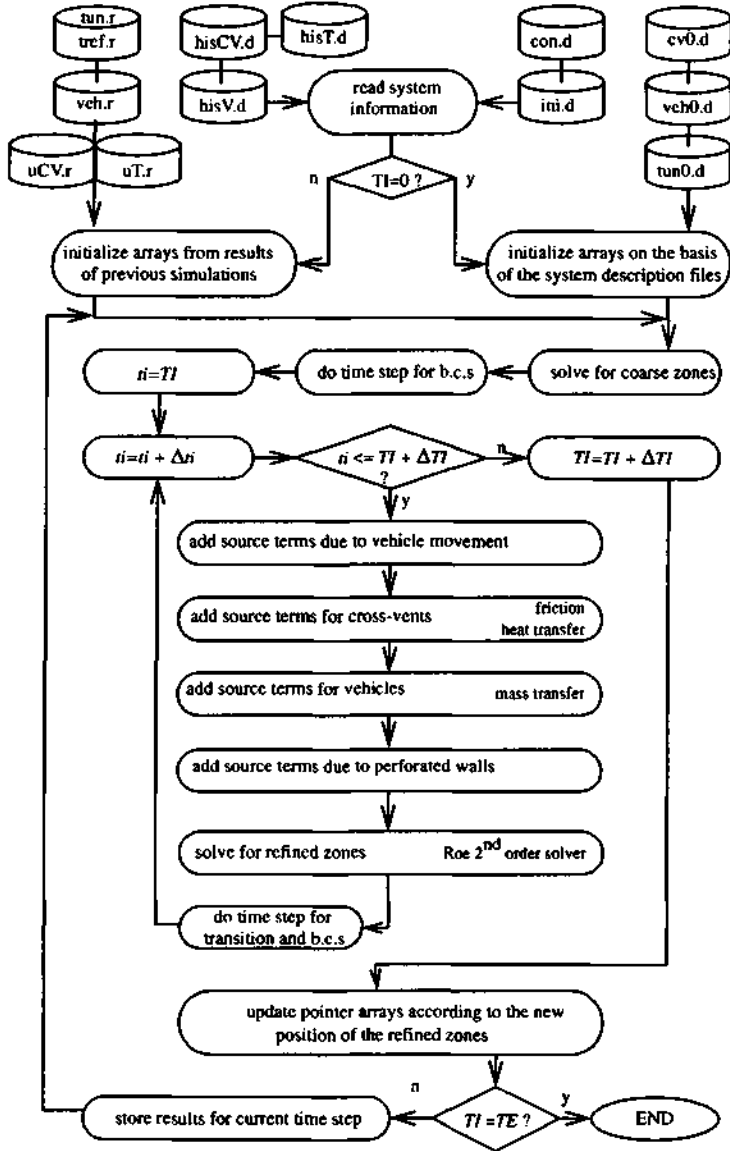 tun.r
tref.r
hisCV.d
hisT.d
con.d
cv0.d
veh.r
hisV.d
read system
information
ini.d
veh0.d
uCV.r
uT.r
n
TI=0 ?
y
tun0.d
initialize arrays from results
of previous simulations
initialize arrays on the basis
of the system description files
ti=TI
do time step for b.c.s
solve for coarse zones
ti=ti + Δti
ti <= TI + ΔTI
?
n
TI=TI + ΔTI
y
add source terms due to vehicle movement
add source terms for cross-vents
friction
heat transfer
add source terms for vehicles
mass transfer
add source terms due to perforated walls
solve for refined zones
Roe 2nd order solver
do time step for
transition and b.c.s
update pointer arrays according to the new
position of the refined zones
n
y
store results for current time step
TI =TE ?
END